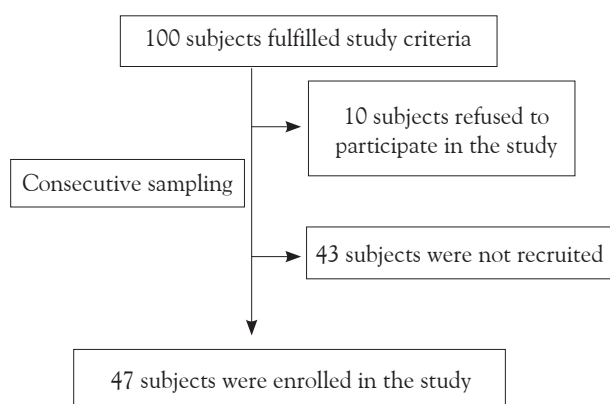 100 subjects fulfilled study criteria
10 subjects refused to
participate in the study
Consecutive sampling
43 subjects were not recruited
47 subjects were enrolled in the study